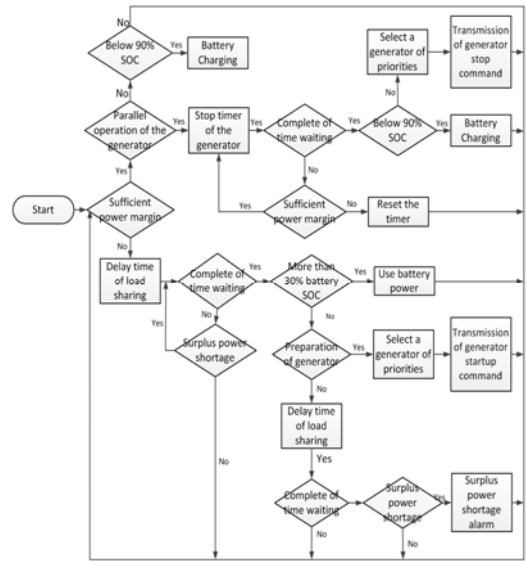 No
Below 90%
SOC
Yes
Battery
Charging
Select a
generator of
priorities
Transmission
of generator
stop
command
No
No
Parallel
operation of the
generator
Yes
Stop timer
of the
generator
Yes
Complete of
time waiting
Yes
Below 90%
SOC
Yes
Battery
Charging
Yes
No
Start
Sufficient
power margin
Yes
Sufficient
power margin
No
Reset the
timer
No
Delay time
of load
sharing
Complete of
time waiting
Yes
More than
30% battery
SOC
Yes
Use battery
power
Yes
No
No
Surplus power
shortage
Preparation
of generator
Yes
Select a
generator of
priorities
Transmission
of generator
startup
command
No
Delay time
of load
sharing
No
Yes
Complete of
time waiting
Surplus
power
shortage
Yes
Surplus
power
shortage
alarm
No
No